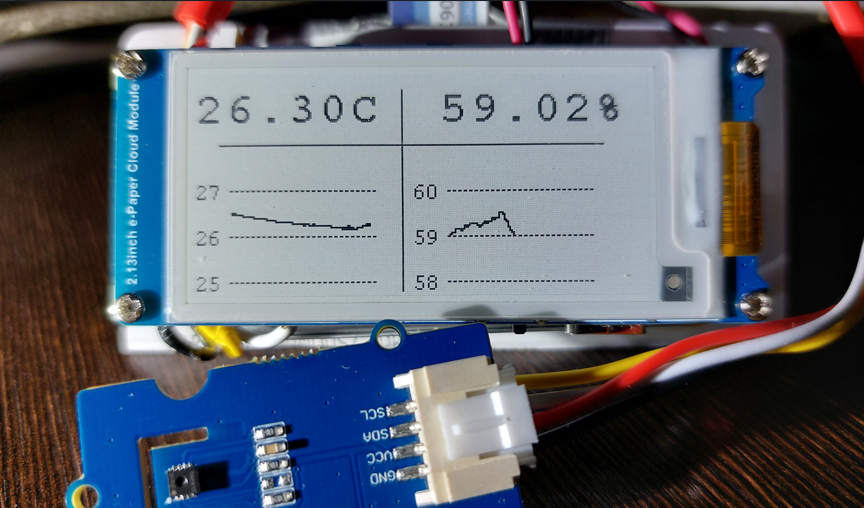 26.30C
59.02%
27
26
25
60
59
58
2.13inch e-Paper Cloud Module
SCL
SDA
VCC
GND